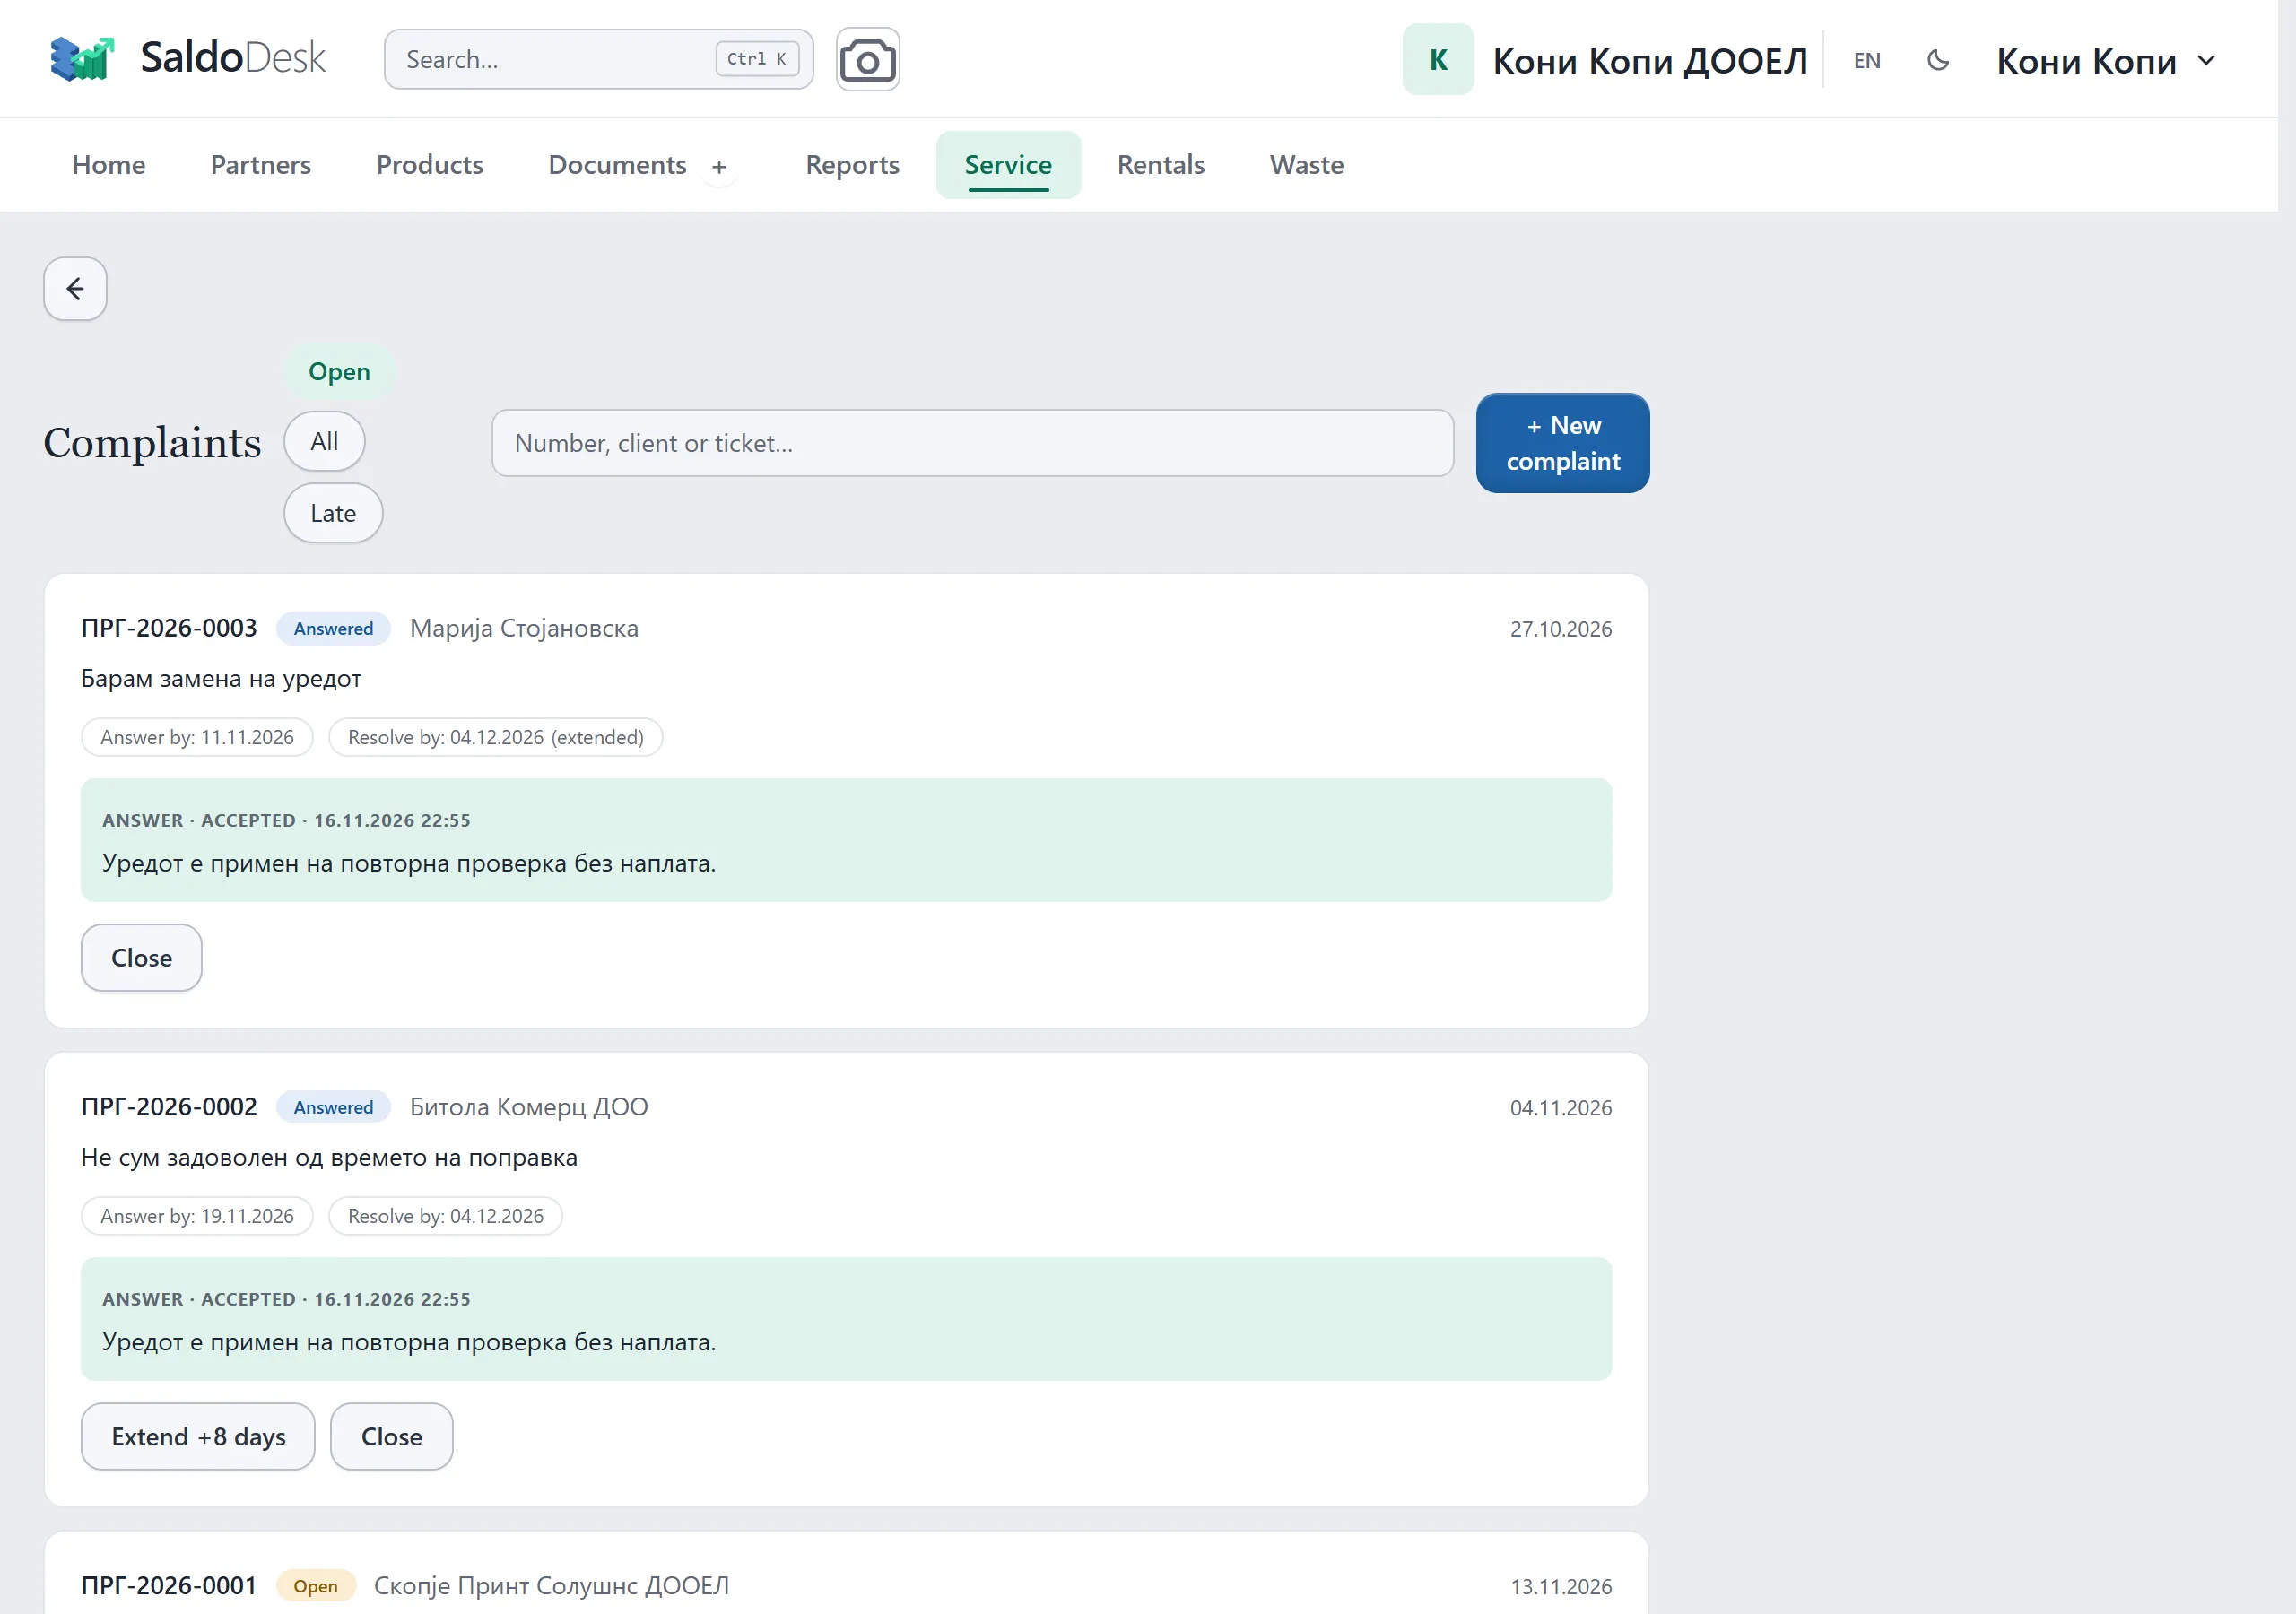 SaldoDesk
Search...
Ctrl K
K
Кони Копи ДООЕЛ
EN
Кони Копи
Home
Partners
Products
Documents +
Reports
Service
Rentals
Waste
Complaints
Open
All
Late
Number, client or ticket...
+ New
complaint
ПРГ-2026-0003 Answered Марија Стојановска 27.10.2026
Барам замена на уредот
Answer by: 11.11.2026 Resolve by: 04.12.2026 (extended)
ANSWER · ACCEPTED · 16.11.2026 22:55
Уредот е примен на повторна проверка без наплата.
Close
ПРГ-2026-0002 Answered Битола Комерц ДОО 04.11.2026
Не сум задоволен од времето на поправка
Answer by: 19.11.2026 Resolve by: 04.12.2026
ANSWER · ACCEPTED · 16.11.2026 22:55
Уредот е примен на повторна проверка без наплата.
Extend +8 days Close
ПРГ-2026-0001 Open Скопје Принт Солушнс ДООЕЛ 13.11.2026